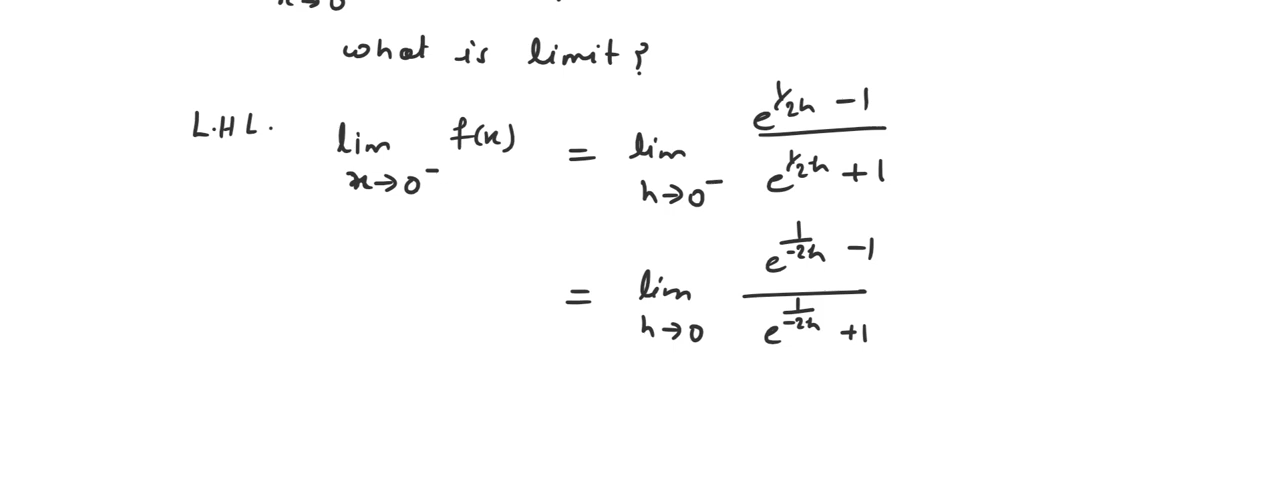 x→0
what is limit?
L.H.L. lim x→0⁻ f(x) = lim h→0⁻ (e^(1/2h) -1)/(e^(1/2h) +1)
= lim h→0 (e^(1/-2h) -1)/(e^(1/-2h) +1)